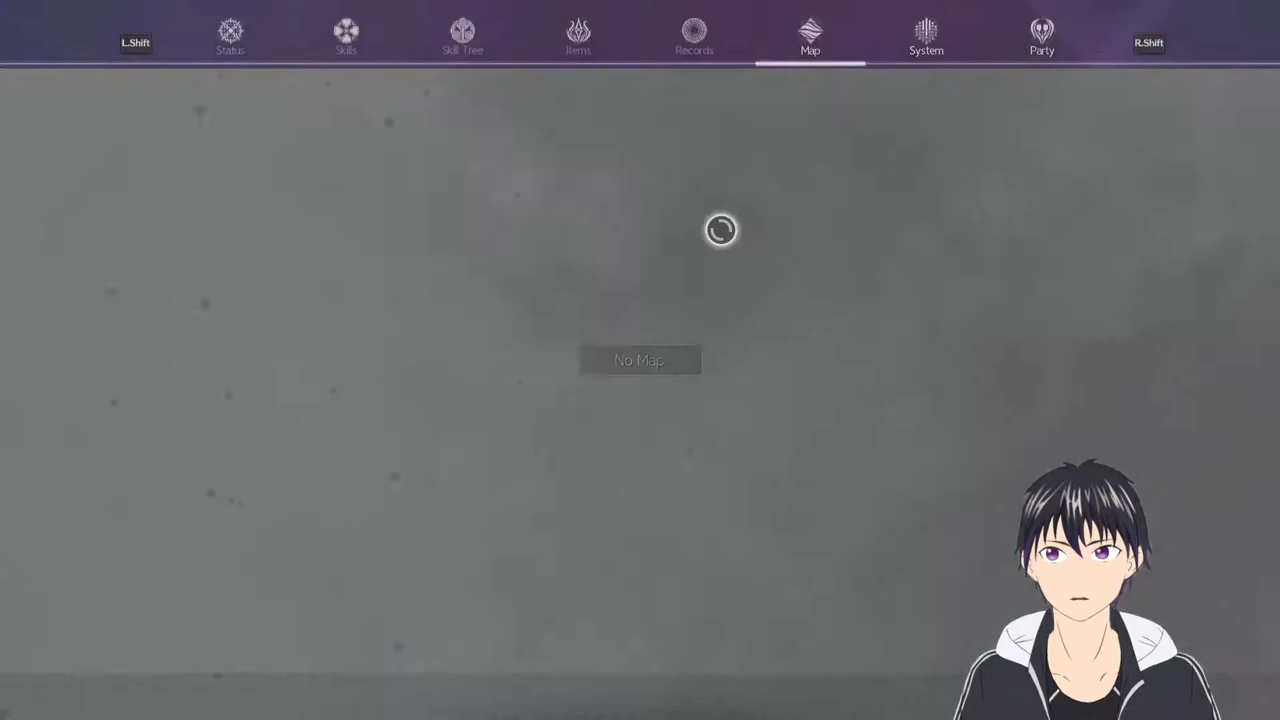 L.Shift
Status
Skills
Skill Tree
Items
Records
Map
System
Party
R.Shift
No Map